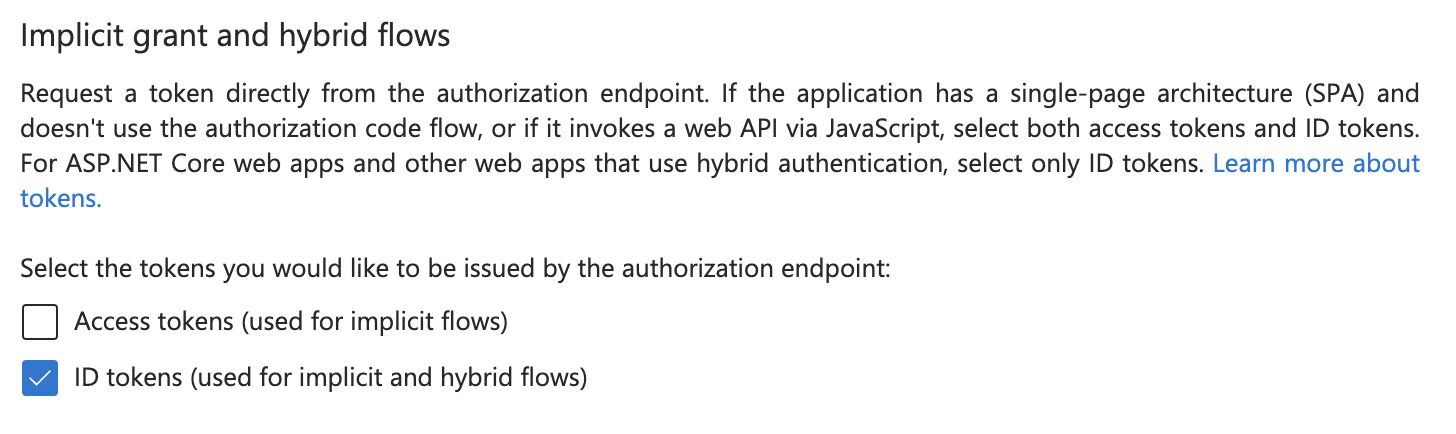 Implicit grant and hybrid flows
Request a token directly from the authorization endpoint. If the application has a single-page architecture (SPA) and
doesn't use the authorization code flow, or if it invokes a web API via JavaScript, select both access tokens and ID tokens.
For ASP.NET Core web apps and other web apps that use hybrid authentication, select only ID tokens. Learn more about
tokens.
Select the tokens you would like to be issued by the authorization endpoint:
Access tokens (used for implicit flows)
ID tokens (used for implicit and hybrid flows)